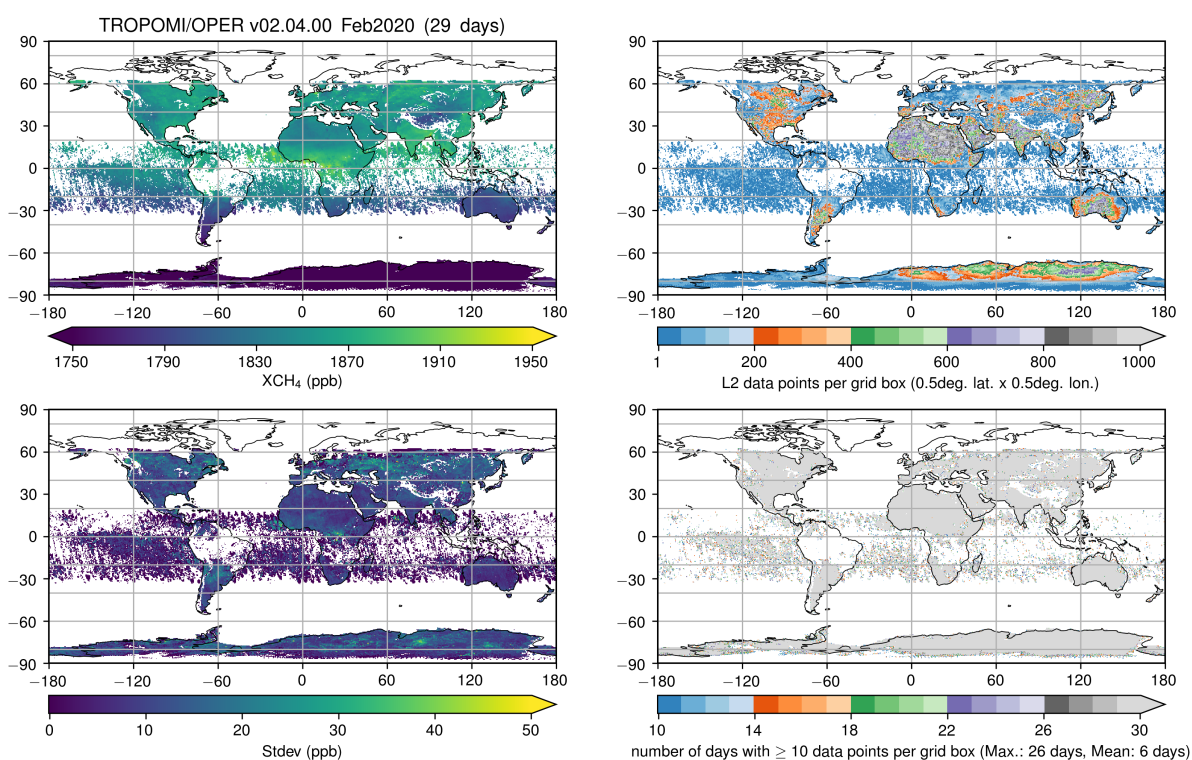 TROPOMI/OPER v02.04.00 Feb2020 (29 days)
90
60
30
0
−30
−60
−90
−180 −120 −60 0 60 120 180
1750 1790 1830 1870 1910 1950
XCH₄ (ppb)
90
60
30
0
−30
−60
−90
−180 −120 −60 0 60 120 180
1 200 400 600 800 1000
L2 data points per grid box (0.5deg. lat. x 0.5deg. lon.)
90
60
30
0
−30
−60
−90
−180 −120 −60 0 60 120 180
0 10 20 30 40 50
Stdev (ppb)
90
60
30
0
−30
−60
−90
−180 −120 −60 0 60 120 180
10 14 18 22 26 30
number of days with ≥ 10 data points per grid box (Max.: 26 days, Mean: 6 days)